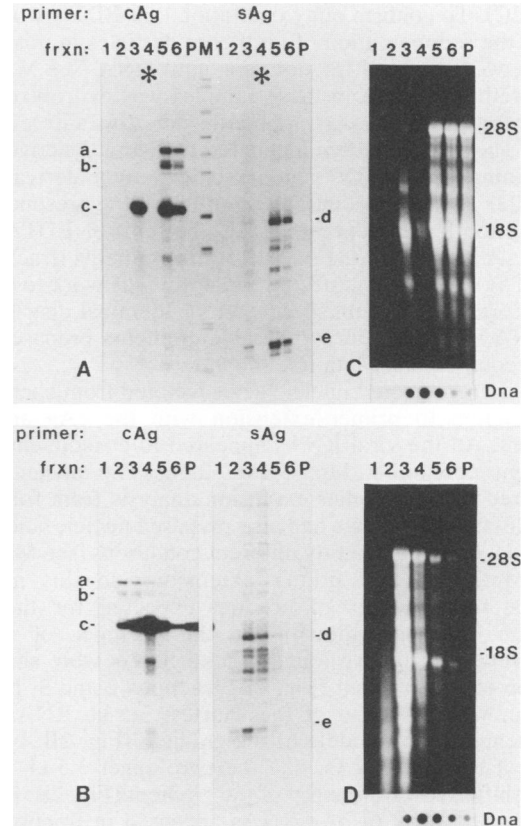 primer: cAg sAg
frxn: 1 2 3 4 5 6 P M 1 2 3 4 5 6 P 1 2 3 4 5 6 P
* *
a-
b-
c-
-d
-e
-28S
-18S
A
C
Dna
primer: cAg sAg
frxn: 1 2 3 4 5 6 P 1 2 3 4 5 6 P 1 2 3 4 5 6 P
a-
b-
c-
-d
-e
-28S
-18S
B
D
Dna